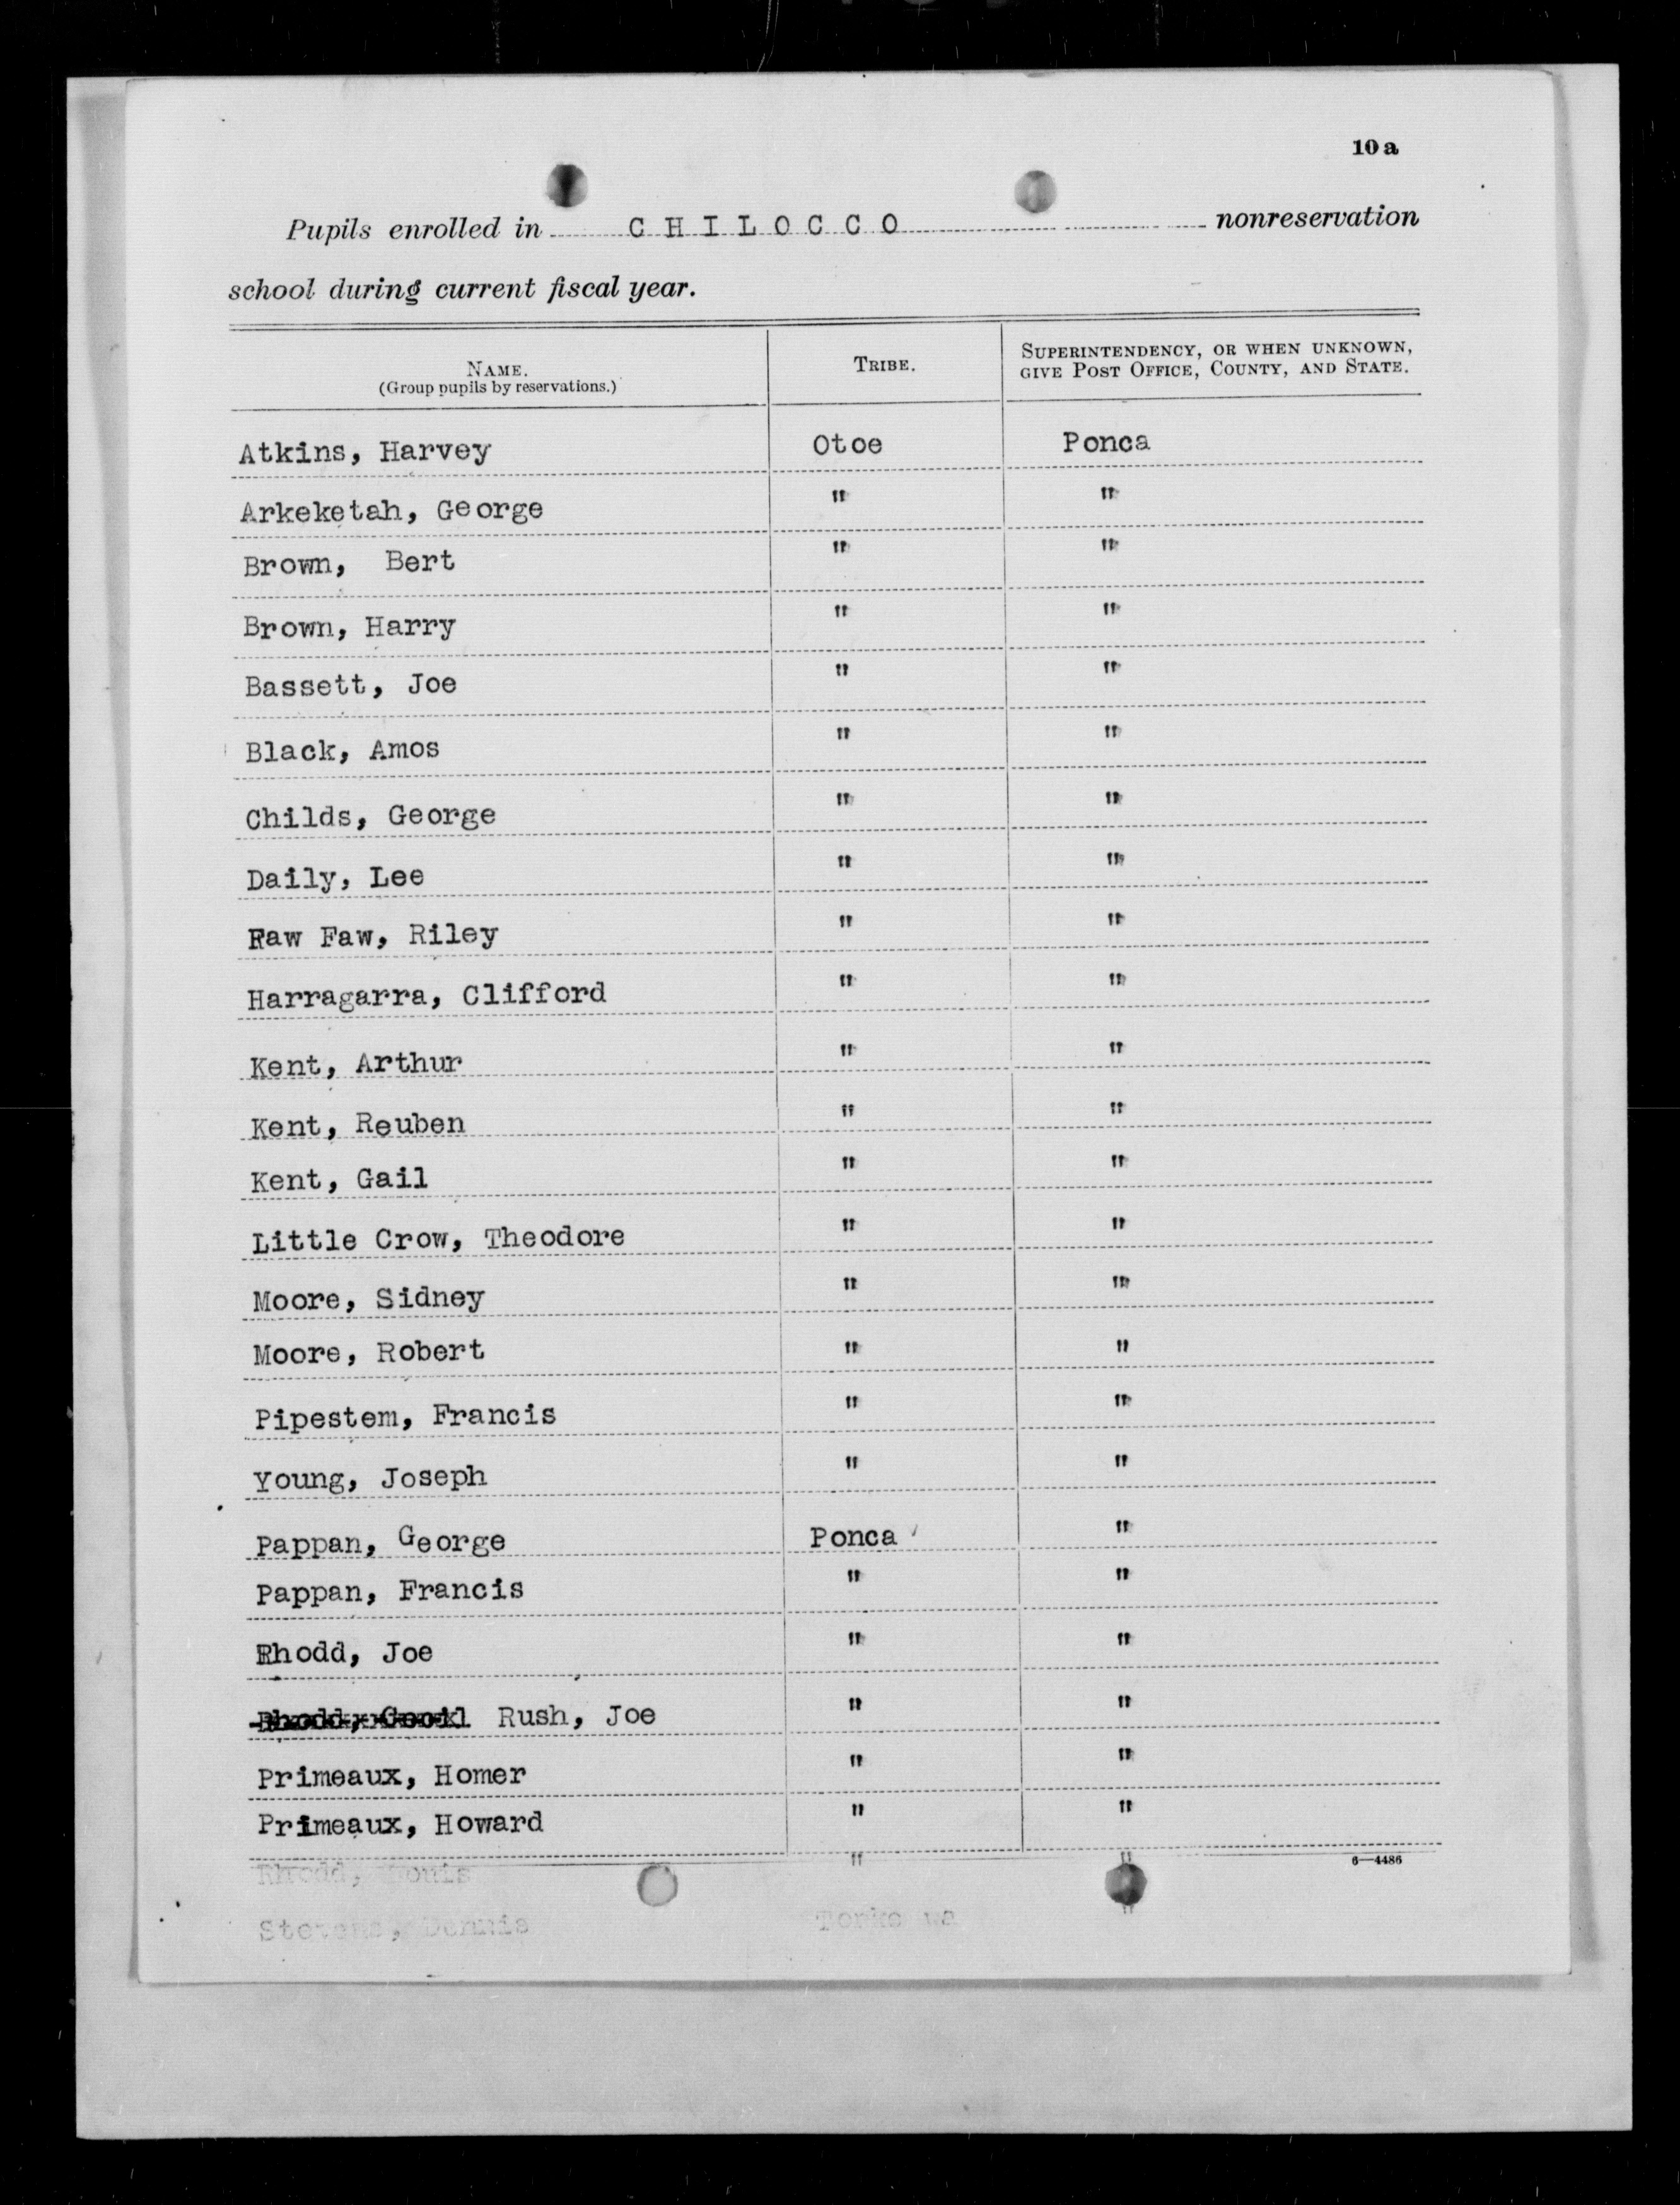 10a
Pupils enrolled in CHILOCCO nonreservation
school during current fiscal year.
NAME. TRIBE. SUPERINTENDENCY, OR WHEN UNKNOWN,
(Group pupils by reservations.) GIVE POST OFFICE, COUNTY, AND STATE.
Atkins, Harvey Otoe Ponca
Arkeketah, George " "
Brown, Bert " "
Brown, Harry " "
Bassett, Joe " "
Black, Amos " "
Childs, George " "
Daily, Lee " "
Faw Faw, Riley " "
Harragarra, Clifford " "
Kent, Arthur " "
Kent, Reuben " "
Kent, Gail " "
Little Crow, Theodore " "
Moore, Sidney " "
Moore, Robert " "
Pipestem, Francis " "
Young, Joseph " "
Pappan, George Ponca "
Pappan, Francis " "
Rhodd, Joe " "
Rush, Joe " "
Primeaux, Homer " "
Primeaux, Howard " "
Rhodd, " "
6—4486
Stevens, Dennis "